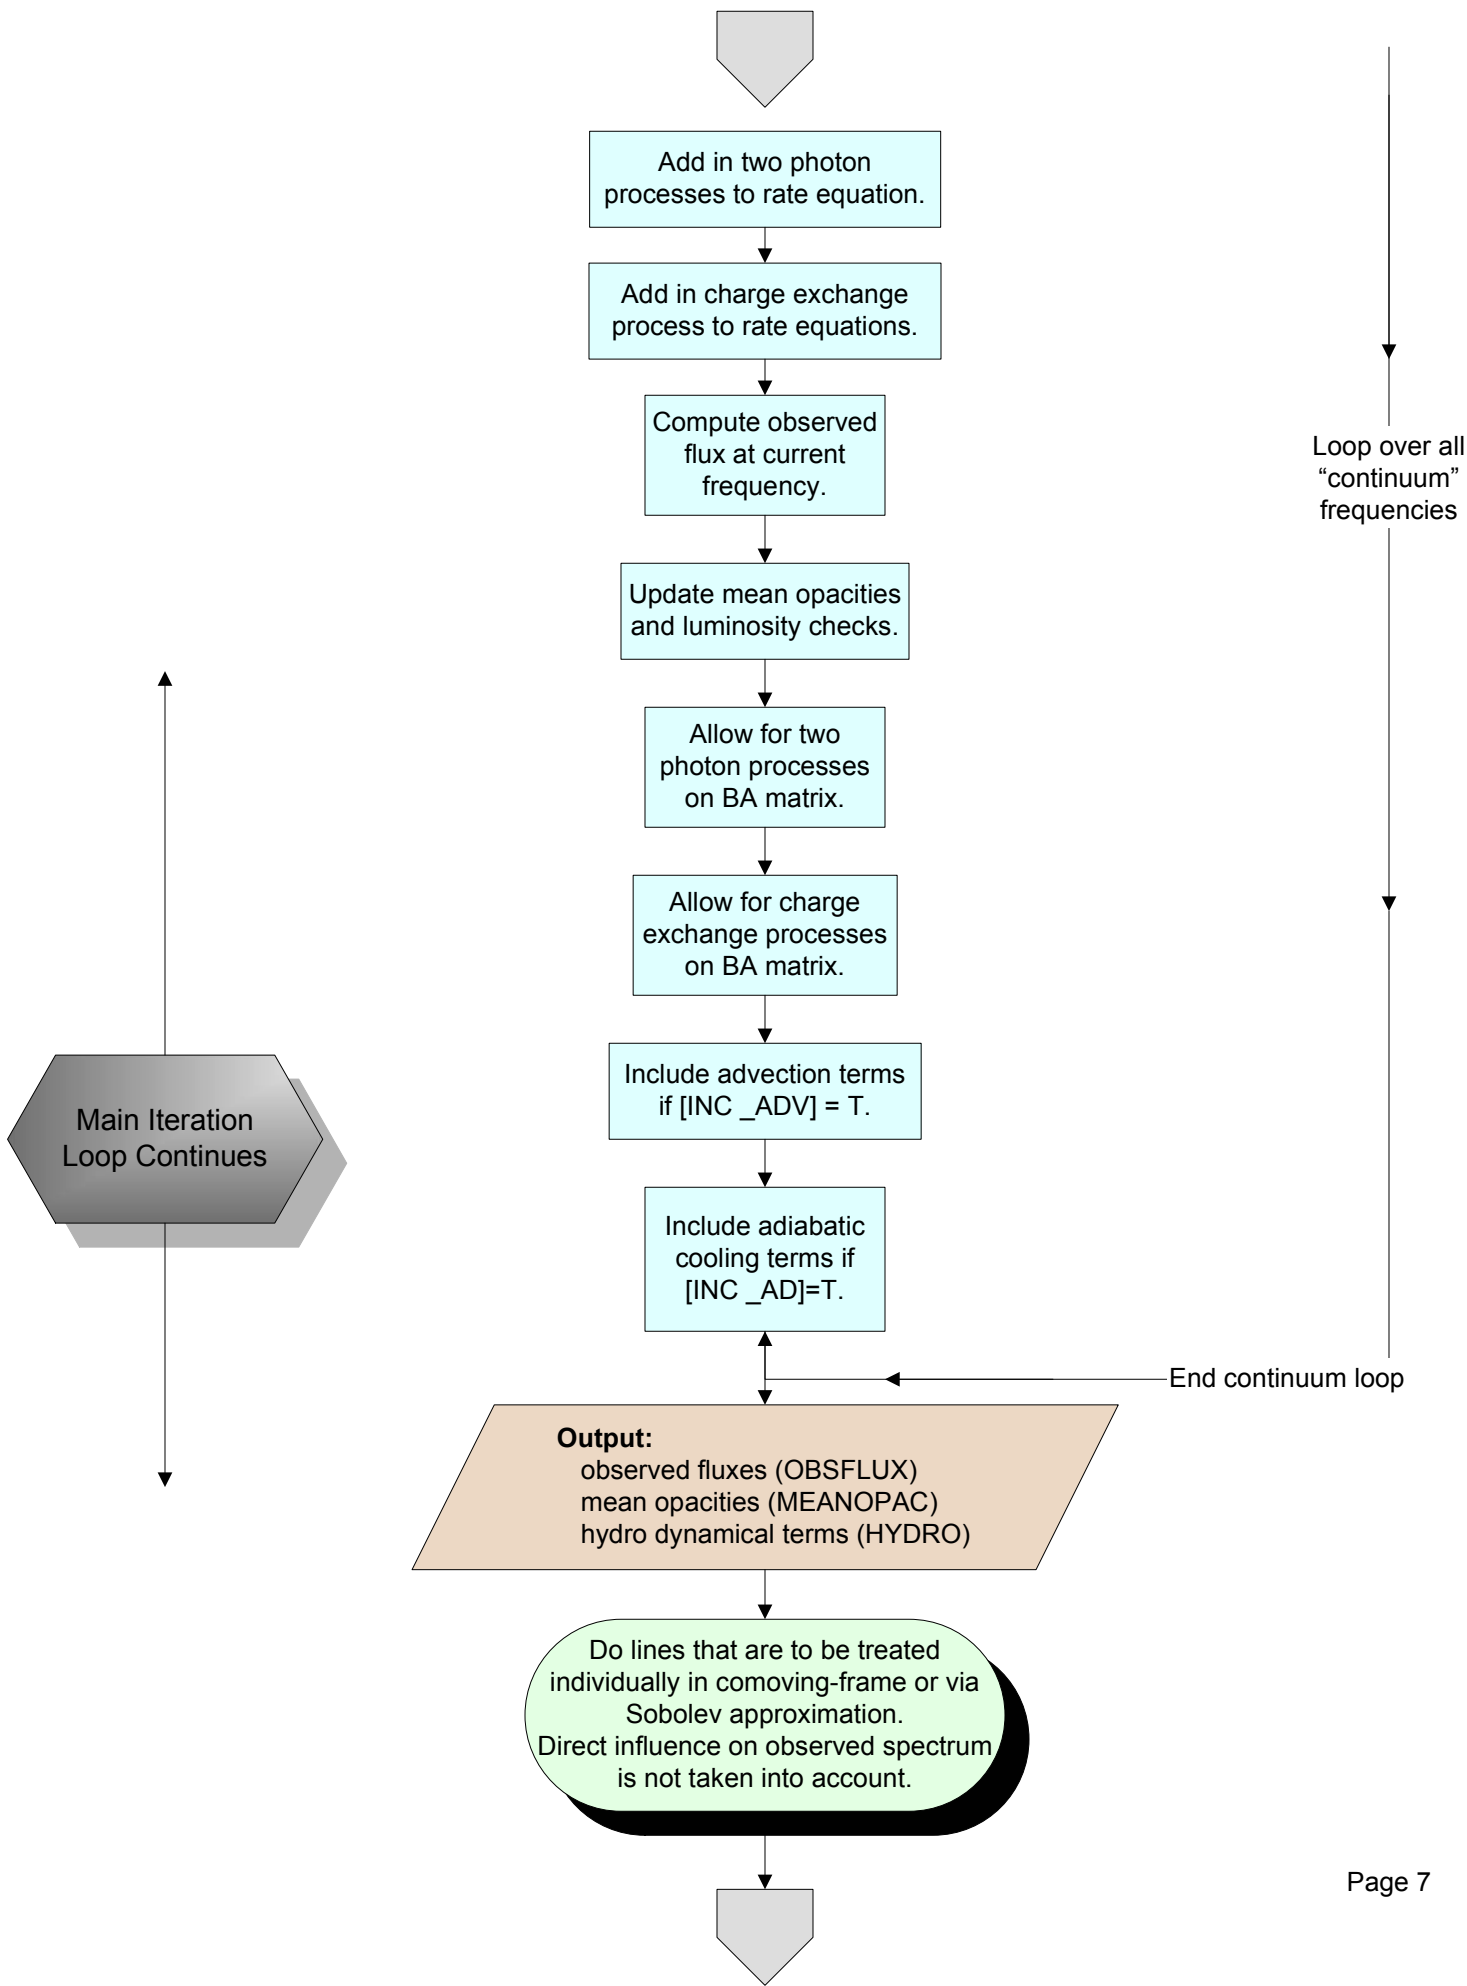 Add in two photon
processes to rate equation.
Add in charge exchange
process to rate equations.
Compute observed
flux at current
frequency.
Loop over all
“continuum”
frequencies
Update mean opacities
and luminosity checks.
Allow for two
photon processes
on BA matrix.
Allow for charge
exchange processes
on BA matrix.
Include advection terms
if [INC _ADV] = T.
Main Iteration
Loop Continues
Include adiabatic
cooling terms if
[INC _AD]=T.
End continuum loop
Output:
observed fluxes (OBSFLUX)
mean opacities (MEANOPAC)
hydro dynamical terms (HYDRO)
Do lines that are to be treated
individually in comoving-frame or via
Sobolev approximation.
Direct influence on observed spectrum
is not taken into account.
Page 7